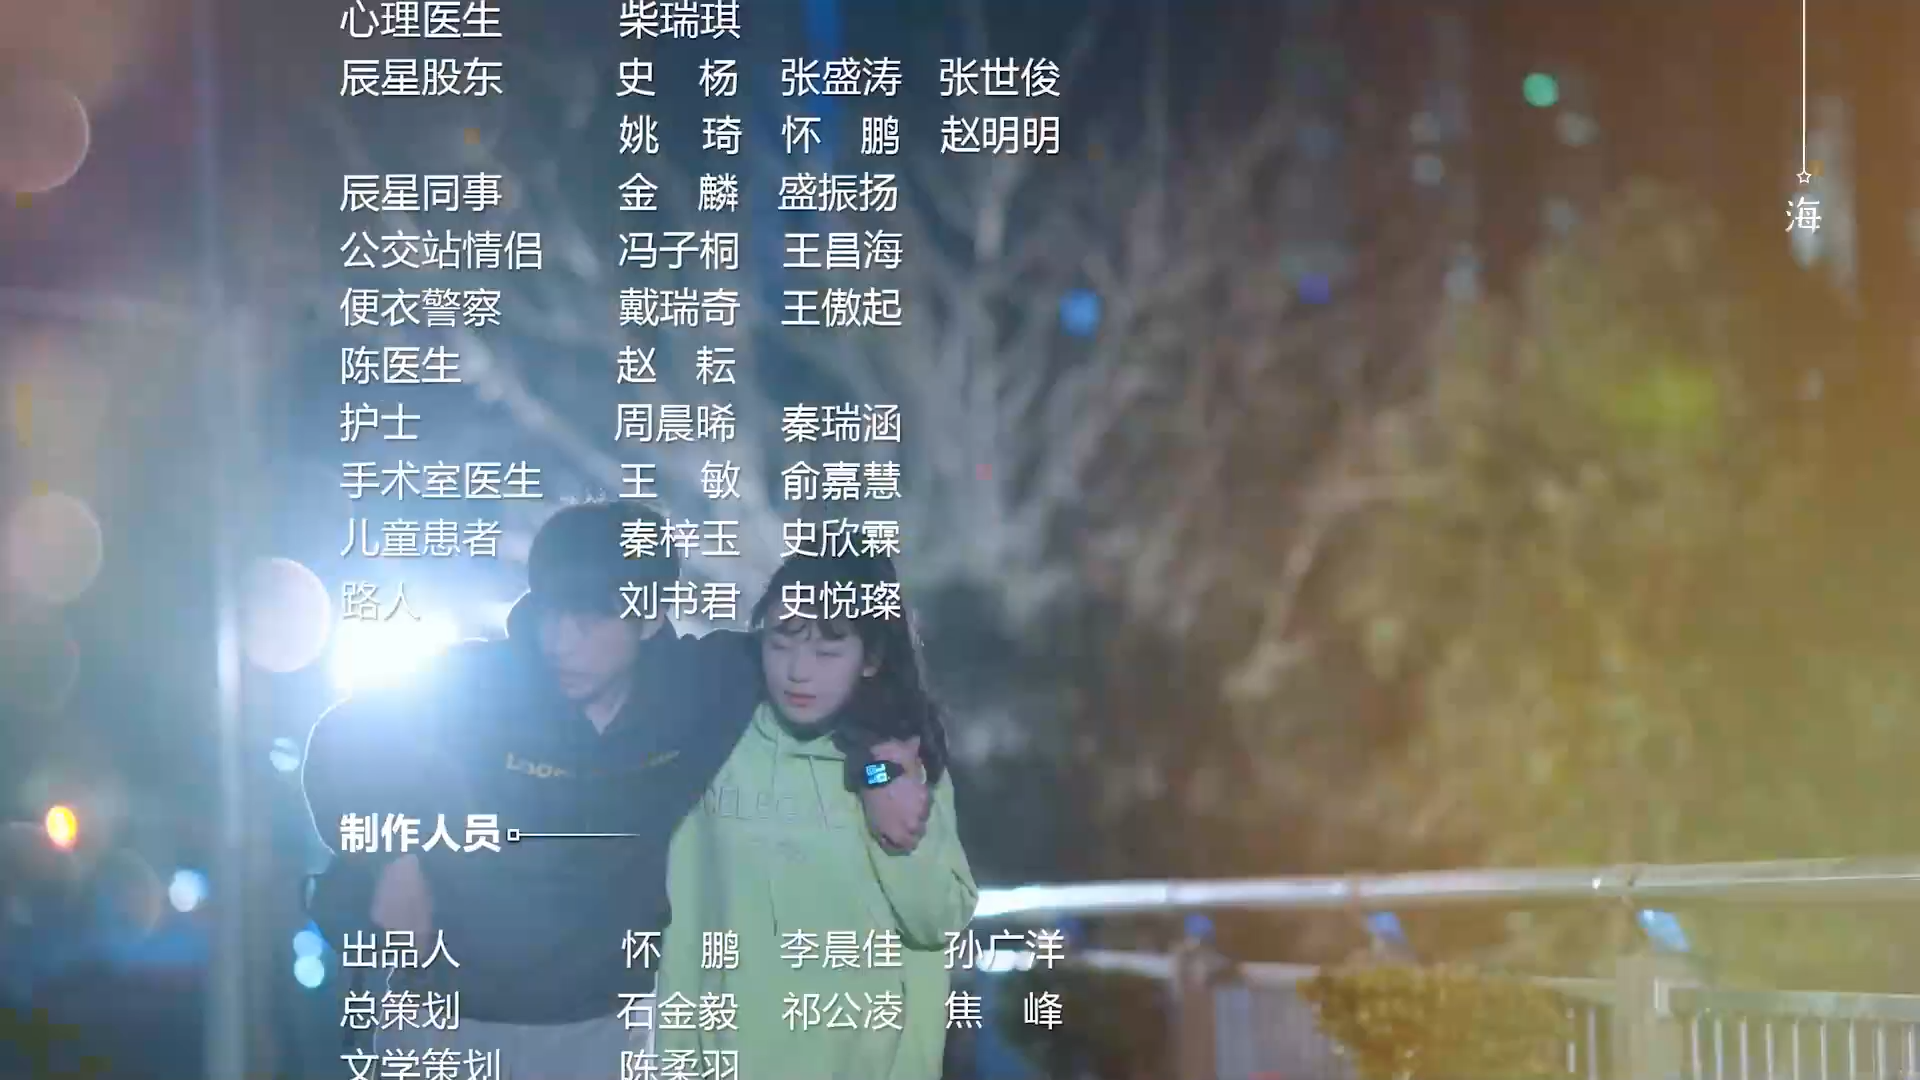 心理医生 柴瑞琪
辰星股东 史 杨 张盛涛 张世俊
姚 琦 怀 鹏 赵明明
辰星同事 金 麟 盛振扬
公交站情侣 冯子桐 王昌海
便衣警察 戴瑞奇 王傲起
陈医生 赵 耘
护士 周晨晞 秦瑞涵
手术室医生 王 敏 俞嘉慧
儿童患者 秦梓玉 史欣霖
路人 刘书君 史悦璨
制作人员
出品人 怀 鹏 李晨佳 孙广洋
总策划 石金毅 祁公凌 焦 峰
文学策划 陈柔羽
海